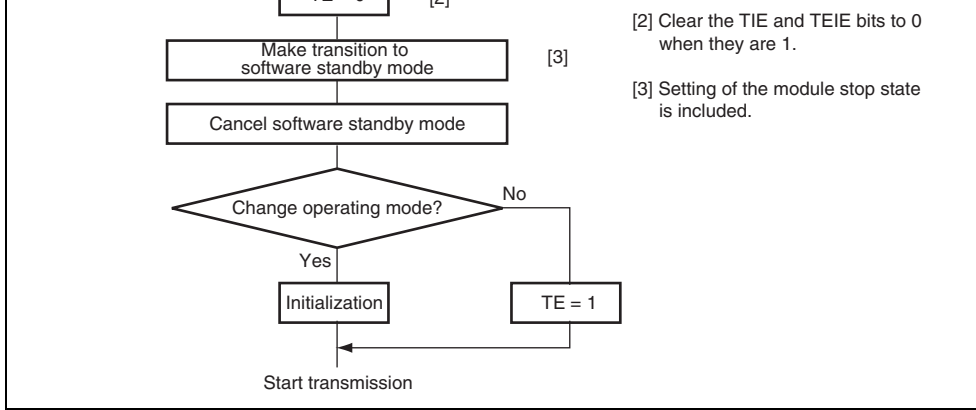 [2]
[2] Clear the TIE and TEIE bits to 0
when they are 1.
Make transition to
software standby mode
[3]
[3] Setting of the module stop state
is included.
Cancel software standby mode
Change operating mode?
No
Yes
Initialization
TE = 1
Start transmission